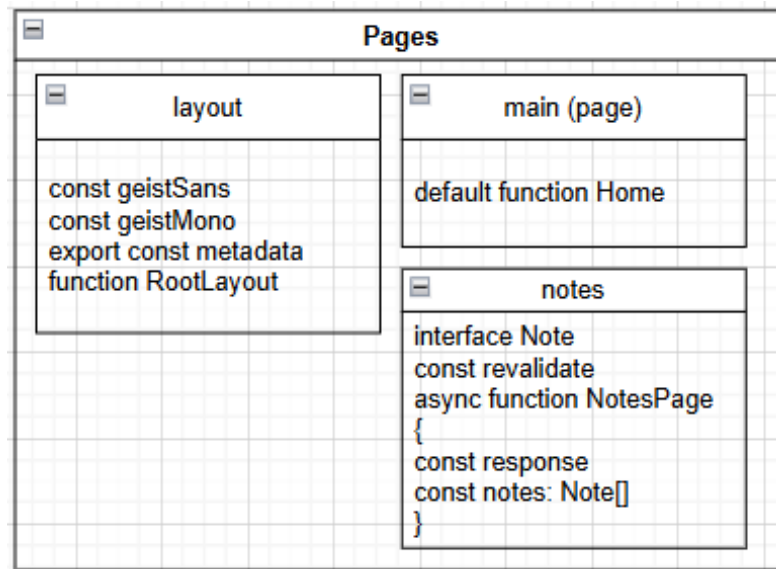 Pages
layout
const geistSans
const geistMono
export const metadata
function RootLayout
main (page)
default function Home
notes
interface Note
const revalidate
async function NotesPage
{
const response
const notes: Note[]
}